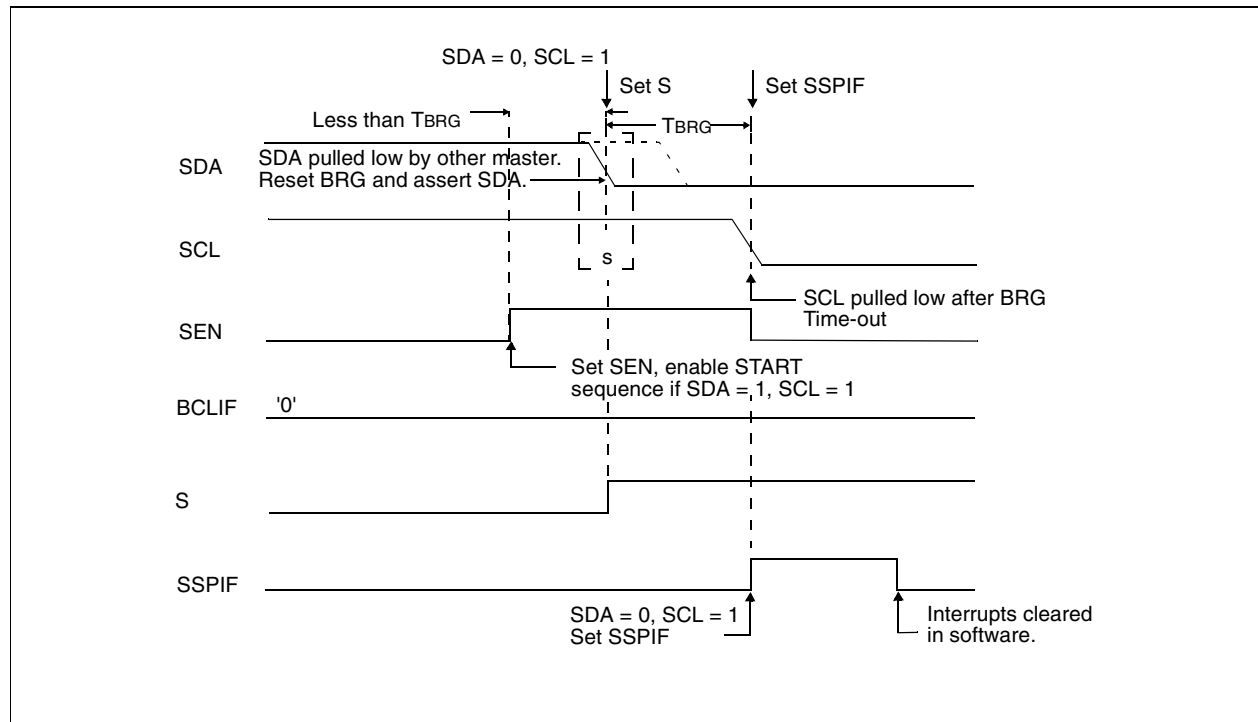 SDA = 0, SCL = 1
Set S
Set SSPIF
Less than TBRG
TBRG
SDA
SDA pulled low by other master.
Reset BRG and assert SDA.
SCL
s
SCL pulled low after BRG
Time-out
SEN
Set SEN, enable START
sequence if SDA = 1, SCL = 1
BCLIF
'0'
S
SSPIF
SDA = 0, SCL = 1
Set SSPIF
Interrupts cleared
in software.